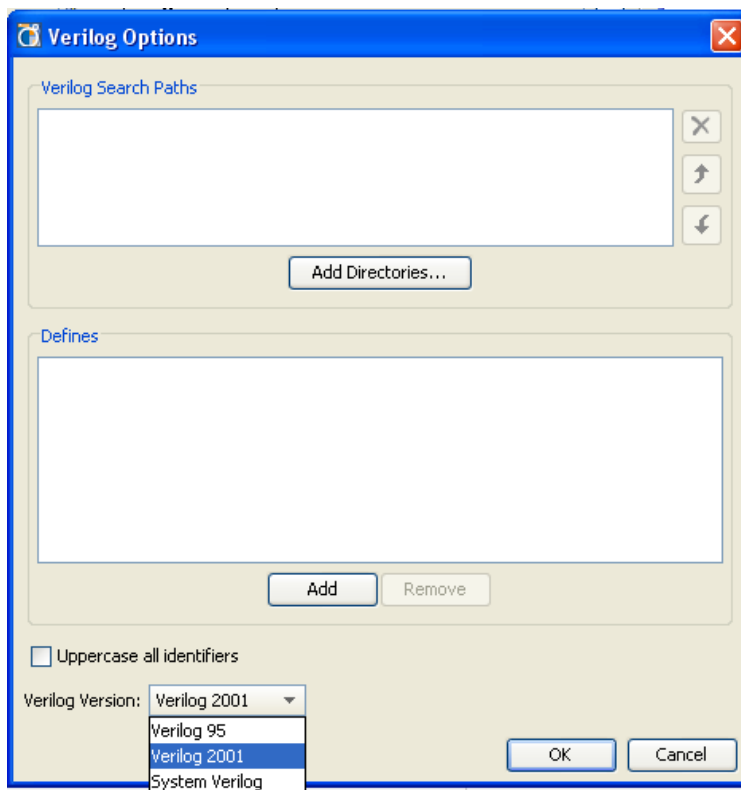 Verilog Options
Verilog Search Paths
Add Directories...
Defines
Add Remove
Uppercase all identifiers
Verilog Version: Verilog 2001
Verilog 95
Verilog 2001
System Verilog
OK Cancel